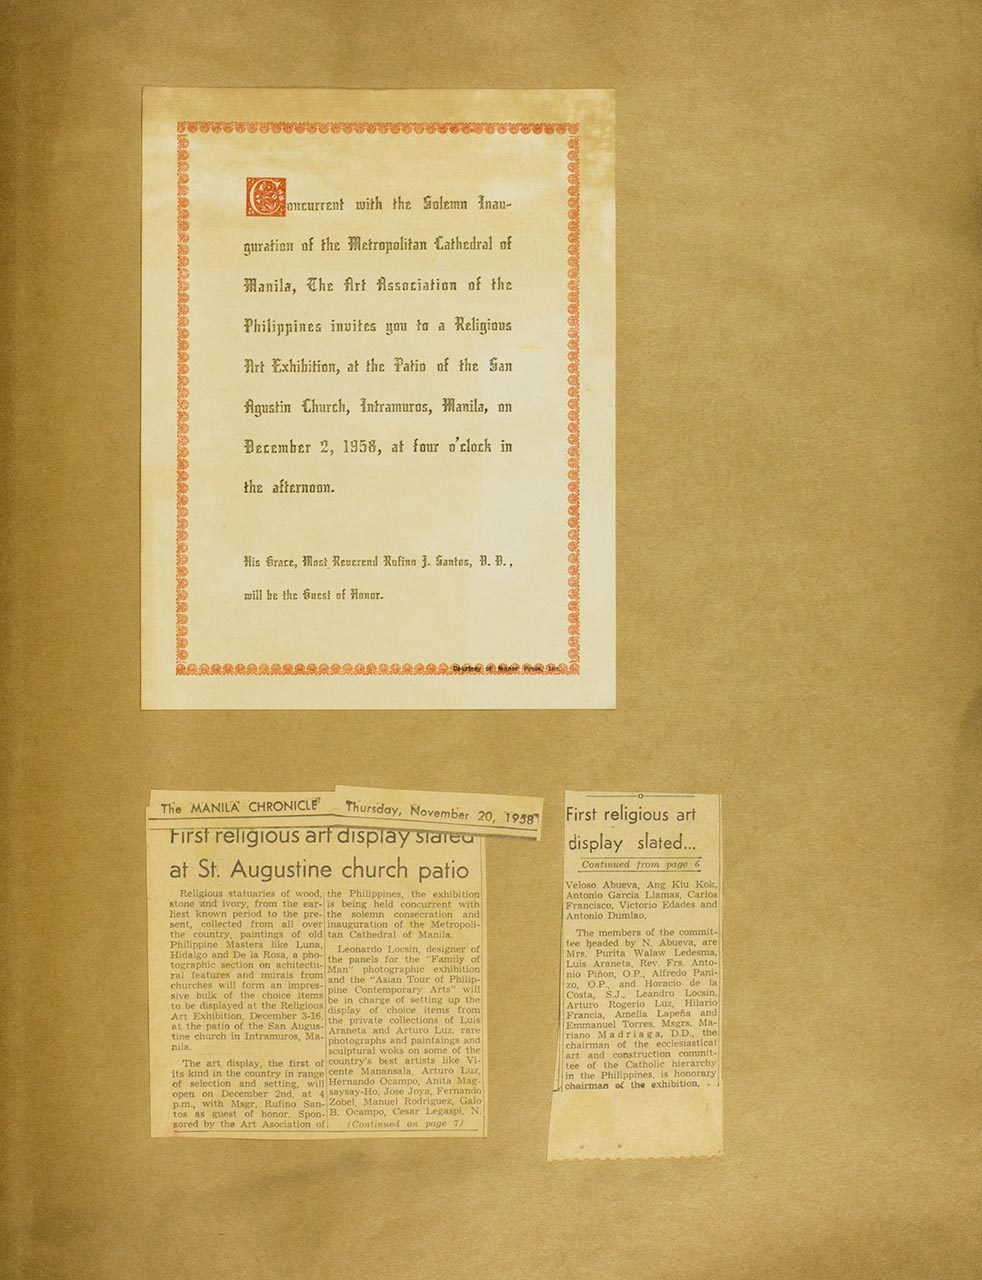 Concurrent with the Solemn Inau-
guration of the Metropolitan Cathedral of
Manila, The Art Association of the
Philippines invites you to a Religious
Art Exhibition, at the Patio of the San
Agustin Church, Intramuros, Manila, on
December 2, 1958, at four o'clock in
the afternoon.
His Grace, Most Reverend Rufino J. Santos, D. D.,
will be the Guest of Honor.
Courtesy of Manor Press, Inc.
The MANILA CHRONICLE
Thursday, November 20, 1958
First religious art display slated
at St. Augustine church patio
Religious statuaries of wood,
stone and ivory, from the ear-
liest known period to the pre-
sent, collected from all over
the country, paintings of old
Philippine Masters like Luna,
Hidalgo and De la Rosa, a pho-
tographic section on achitectu-
ral features and murals from
churches will form an impres-
sive bulk of the choice items
to be displayed at the Religious
Art Exhibition, December 3-16,
at the patio of the San Augus-
tine church in Intramuros, Ma-
nila.
The art display, the first of
its kind in the country in range
of selection and setting, will
open on December 2nd, at 4
p.m., with Msgr. Rufino San-
tos as guest of honor. Spon-
sored by the Art Asociation of
the Philippines, the exhibition
is being held concurrent with
the solemn consecration and
inauguration of the Metropoli-
tan Cathedral of Manila.
Leonardo Locsin, designer of
the panels for the "Family of
Man" photographic exhibition
and the "Asian Tour of Philip-
pine Contemporary Arts" will
be in charge of setting up the
display of choice items from
the private collections of Luis
Araneta and Arturo Luz, rare
photographs and paintaings and
sculptural woks on some of the
country's best artists like Vi-
cente Manansala, Arturo Luz,
Hernando Ocampo, Anita Mag-
saysay-Ho, Jose Joya, Fernando
Zobel, Manuel Rodriguez, Galo
B. Ocampo, Cesar Legaspi, N.
(Continued on page 7)
First religious art
display slated...
Continued from page 6
Veloso Abueva, Ang Kiu Kok,
Antonio Garcia Llamas, Carlos
Francisco, Victorio Edades and
Antonio Dumlao.
The members of the commit-
tee headed by N. Abueva, are
Mrs. Purita Walaw Ledesma,
Luis Araneta, Rev. Frs. Anto-
nio Piñon, O.P., Alfredo Pani-
zo, O.P., and Horacio de la
Costa, S.J., Leandro Locsin,
Arturo Rogerio Luz, Hilario
Francia, Amelia Lapeña and
Emmanuel Torres. Msgrs. Ma-
riano Madriaga, D.D., the
chairman of the ecclesiastical
art and construction commit-
tee of the Catholic hierarchy
in the Philippines, is honorary
chairman of the exhibition.